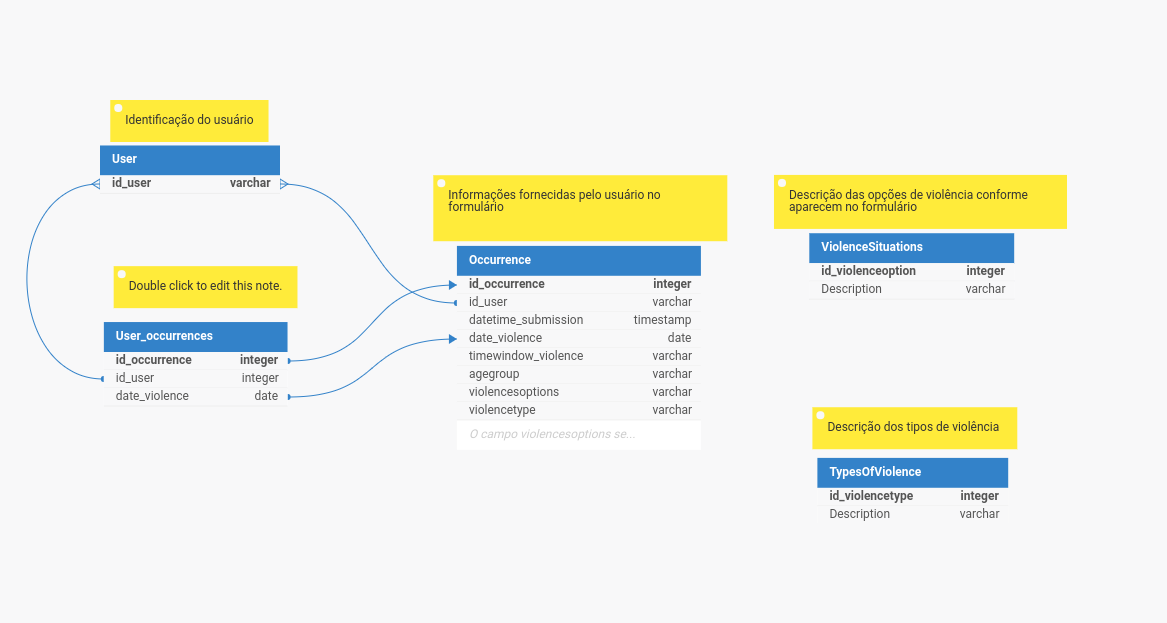 Identificação do usuário
User
id_user varchar
Double click to edit this note.
User_occurrences
id_occurrence integer
id_user integer
date_violence date
Informações fornecidas pelo usuário no
formulário
Occurrence
id_occurrence integer
id_user varchar
datetime_submission timestamp
date_violence date
timewindow_violence varchar
agegroup varchar
violencesoptions varchar
violencetype varchar
O campo violencesoptions se...
Descrição das opções de violência conforme
aparecem no formulário
ViolenceSituations
id_violenceoption integer
Description varchar
Descrição dos tipos de violência
TypesOfViolence
id_violencetype integer
Description varchar